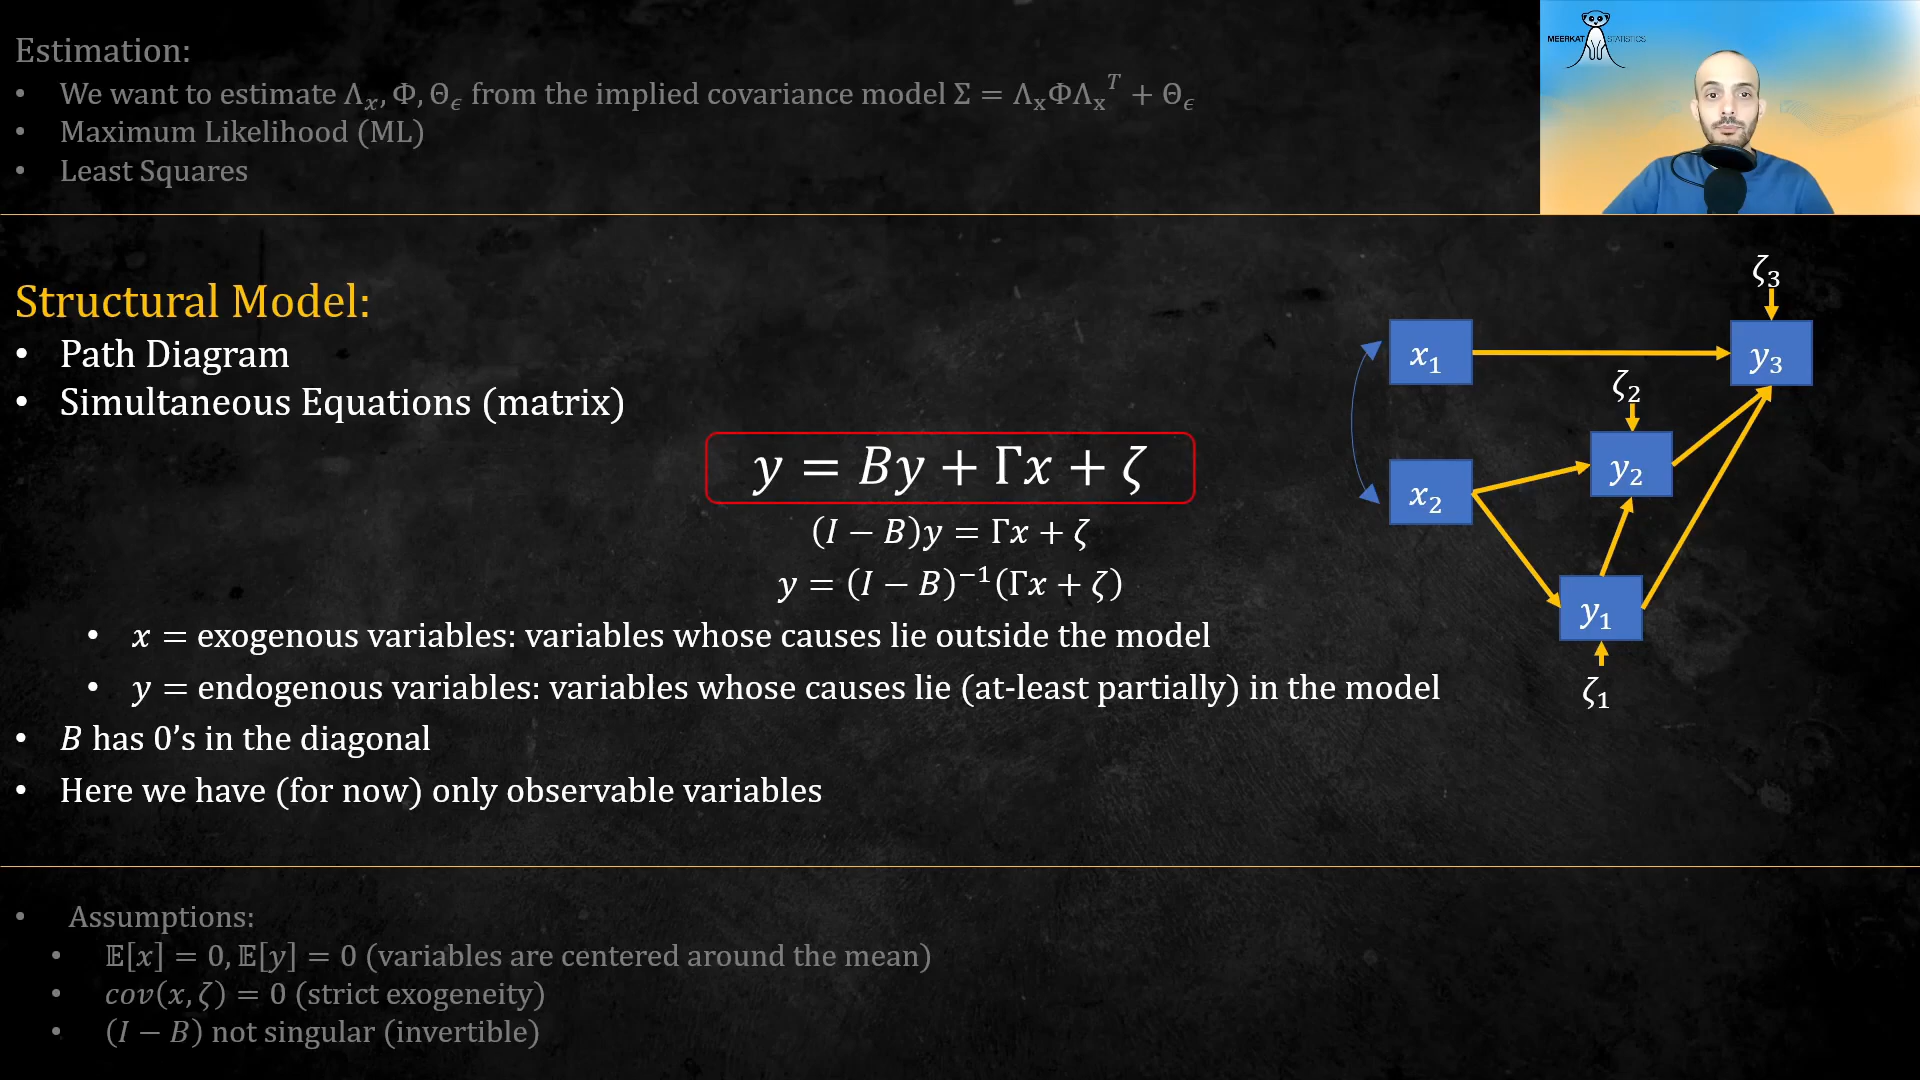 Estimation:
• We want to estimate Λₓ, Φ, Θ_ϵ from the implied covariance model Σ = ΛₓΦΛₓᵀ + Θ_ϵ
• Maximum Likelihood (ML)
• Least Squares
MEERKAT STATISTICS
Structural Model:
• Path Diagram
• Simultaneous Equations (matrix)
y = By + Γx + ζ
(I − B)y = Γx + ζ
y = (I − B)⁻¹(Γx + ζ)
• x = exogenous variables: variables whose causes lie outside the model
• y = endogenous variables: variables whose causes lie (at-least partially) in the model
• B has 0’s in the diagonal
• Here we have (for now) only observable variables
ζ₃
x₁
y₃
ζ₂
y₂
x₂
y₁
ζ₁
• Assumptions:
• 𝔼[x] = 0, 𝔼[y] = 0 (variables are centered around the mean)
• cov(x, ζ) = 0 (strict exogeneity)
• (I − B) not singular (invertible)